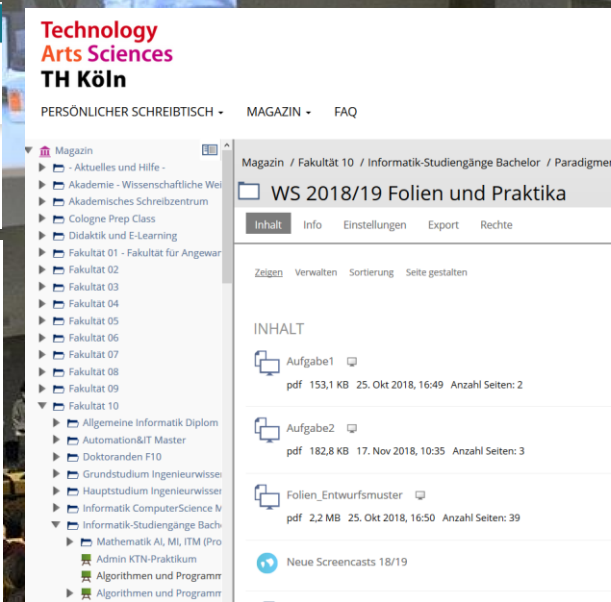 Technology
Arts Sciences
TH Köln
PERSÖNLICHER SCHREIBTISCH
MAGAZIN
FAQ
Magazin
- Aktuelles und Hilfe -
Akademie - Wissenschaftliche Wei
Akademisches Schreibzentrum
Cologne Prep Class
Didaktik und E-Learning
Fakultät 01 - Fakultät für Angewar
Fakultät 02
Fakultät 03
Fakultät 04
Fakultät 05
Fakultät 06
Fakultät 07
Fakultät 08
Fakultät 09
Fakultät 10
Allgemeine Informatik Diplom
Automation&IT Master
Doktoranden F10
Grundstudium Ingenieurwisse
Hauptstudium Ingenieurwisse
Informatik ComputerScience M
Informatik-Studiengänge Bach
Mathematik AI, MI, ITM (Pro
Admin KTN-Praktikum
Algorithmen und Programm
Algorithmen und Programm
Magazin / Fakultät 10 / Informatik-Studiengänge Bachelor / Paradigmen
WS 2018/19 Folien und Praktika
Inhalt Info Einstellungen Export Rechte
Zeigen Verwalten Sortierung Seite gestalten
INHALT
Aufgabe1
pdf 153,1 KB 25. Okt 2018, 16:49 Anzahl Seiten: 2
Aufgabe2
pdf 182,8 KB 17. Nov 2018, 10:35 Anzahl Seiten: 3
Folien_Entwurfsmuster
pdf 2,2 MB 25. Okt 2018, 16:50 Anzahl Seiten: 39
Neue Screencasts 18/19